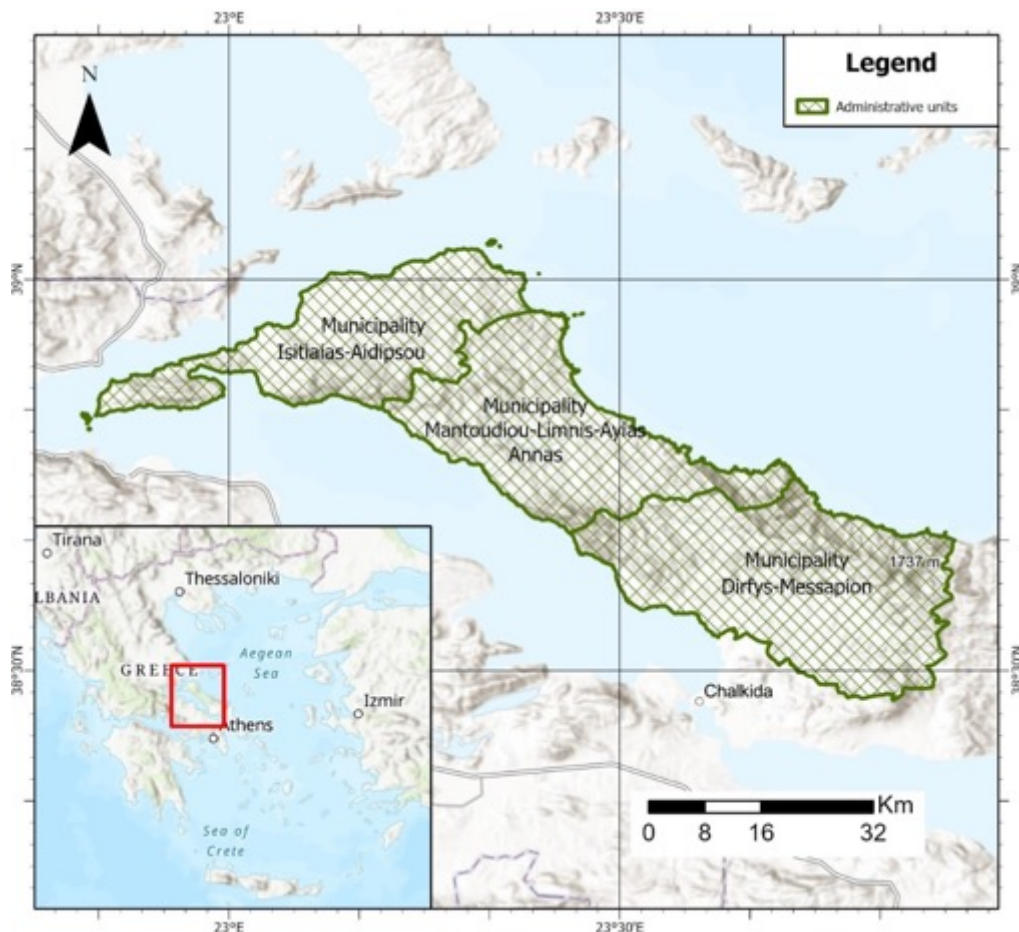 23°E
23°30'E
N
Legend
Administrative units
39°N
39°N
Municipality
Isitiaias-Aidipsou
Municipality
Mantoudiou-Limnis-Ayias
Annas
1737 m
Municipality
Dirfys-Messapion
Chalkida
38°30'N
38°30'N
Tirana
LBANIA
Thessaloniki
GREECE
Aegean
Sea
Izmir
Athens
Sea of
Crete
Km
0 8 16 32
23°E
23°30'E